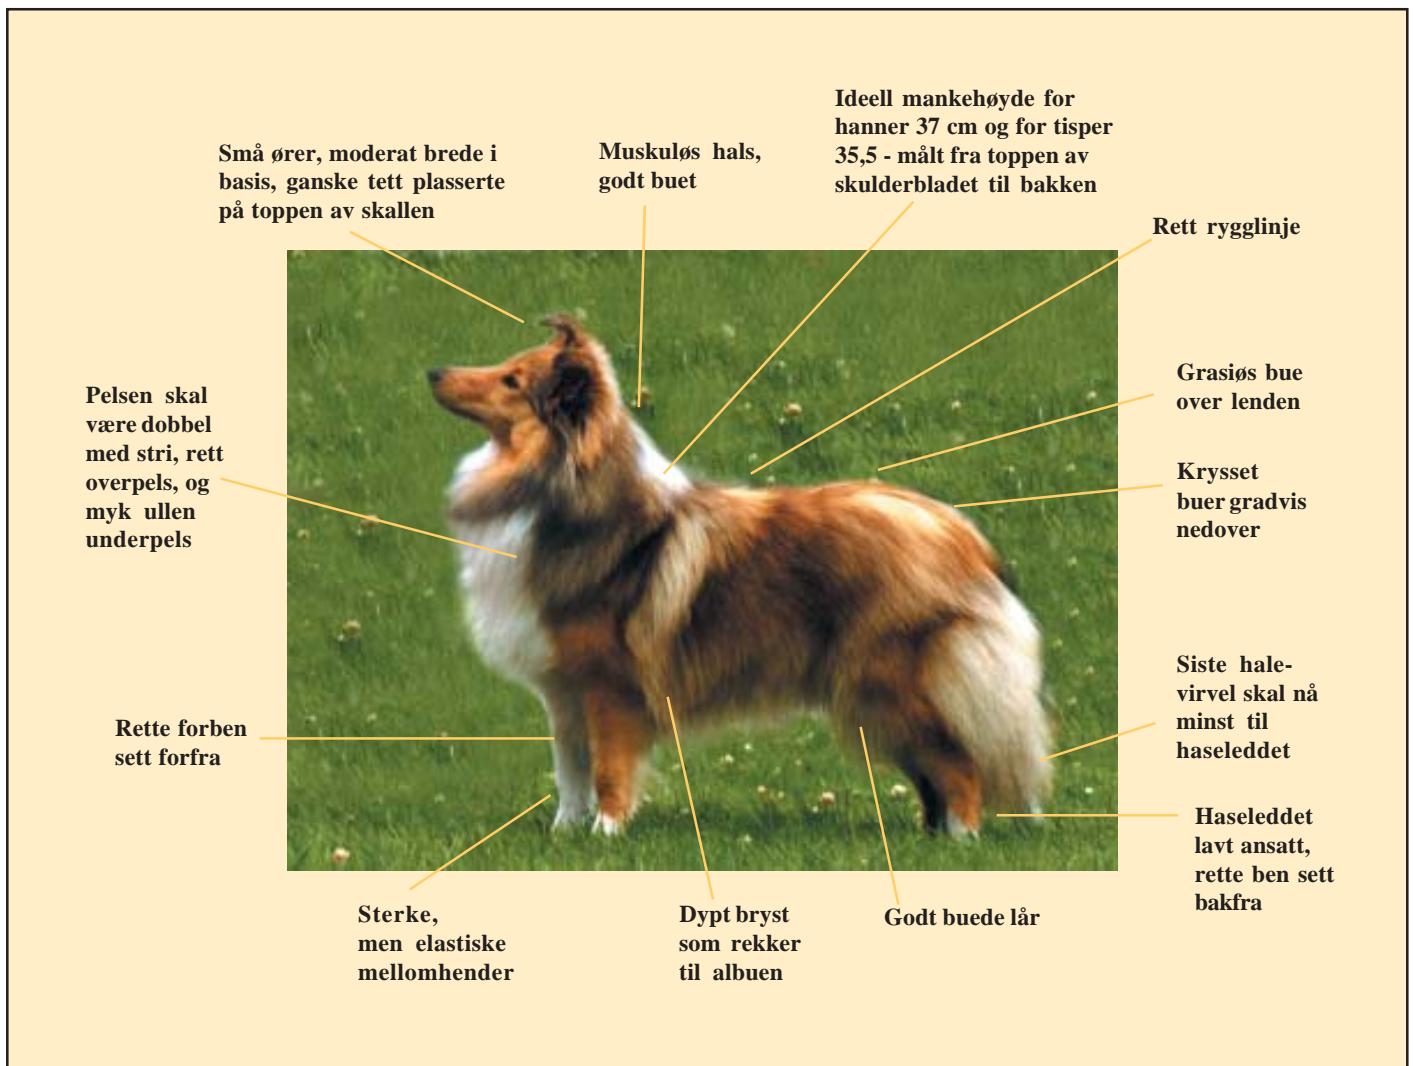 Ideell mankehøyde for
hanner 37 cm og for tisper
35,5 - målt fra toppen av
skulderbladet til bakken
Små ører, moderat brede i
basis, ganske tett plasserte
på toppen av skallen
Muskuløs hals,
godt buet
Rett rygglinje
Grasiøs bue
over lenden
Pelsen skal
være dobbel
med stri, rett
overpels, og
myk ullen
underpels
Krysset
buer gradvis
nedover
Siste hale-
virvel skal nå
minst til
haseleddet
Rette forben
sett forfra
Haseleddet
lavt ansatt,
rette ben sett
bakfra
Sterke,
men elastiske
mellomhender
Dypt bryst
som rekker
til albuen
Godt buede lår